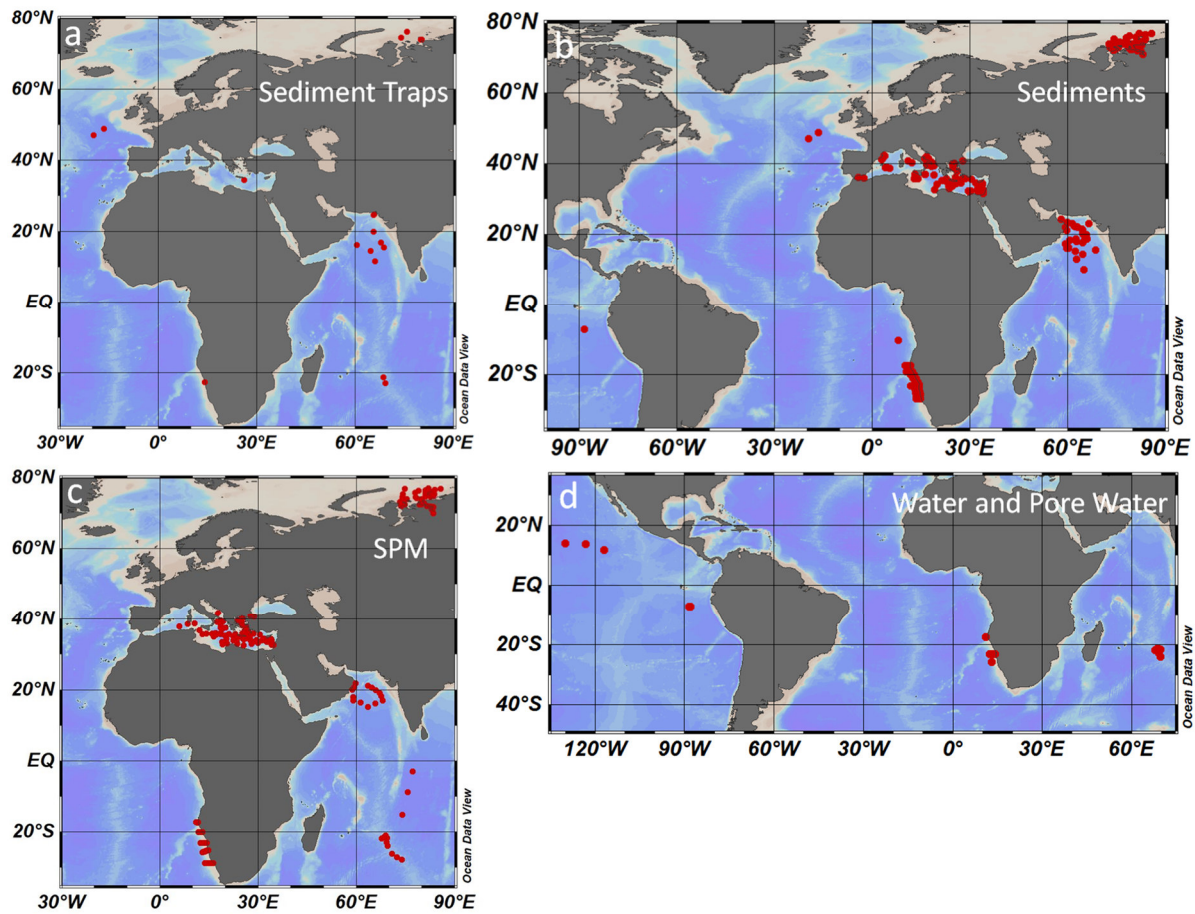 a
Sediment Traps
80°N
60°N
40°N
20°N
EQ
20°S
30°W 0° 30°E 60°E 90°E
Ocean Data View
b
Sediments
80°N
60°N
40°N
20°N
EQ
20°S
90°W 60°W 30°W 0° 30°E 60°E 90°E
Ocean Data View
c
SPM
80°N
60°N
40°N
20°N
EQ
20°S
30°W 0° 30°E 60°E 90°E
Ocean Data View
d
Water and Pore Water
20°N
EQ
20°S
40°S
120°W 90°W 60°W 30°W 0° 30°E 60°E
Ocean Data View